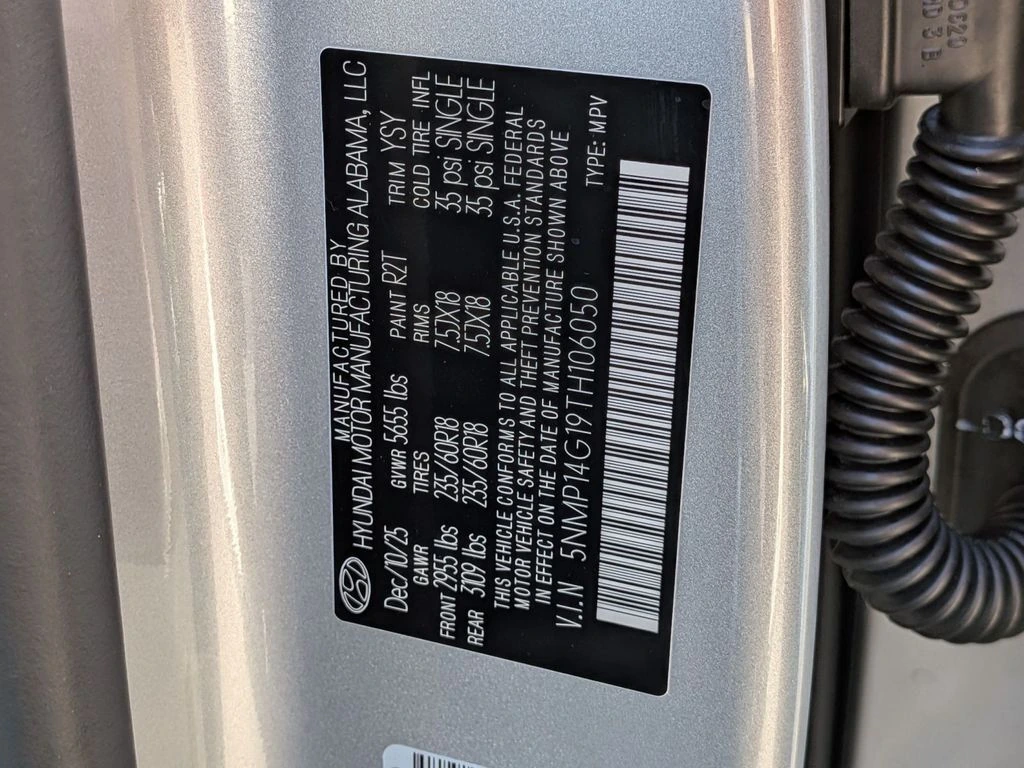 MANUFACTURED BY
HYUNDAI MOTOR MANUFACTURING ALABAMA, LLC
Dec/10/25 GVWR 5655 lbs PAINT R2T TRIM YSY
GAWR TIRES RIMS COLD TIRE INFL
FRONT 2955 lbs 235/60R18 7.5JX18 35 psi SINGLE
REAR 3109 lbs 235/60R18 7.5JX18 35 psi SINGLE
THIS VEHICLE CONFORMS TO ALL APPLICABLE U.S.A. FEDERAL
MOTOR VEHICLE SAFETY AND THEFT PREVENTION STANDARDS
IN EFFECT ON THE DATE OF MANUFACTURE SHOWN ABOVE
V.I.N 5NMP14G19TH106050 TYPE: MPV